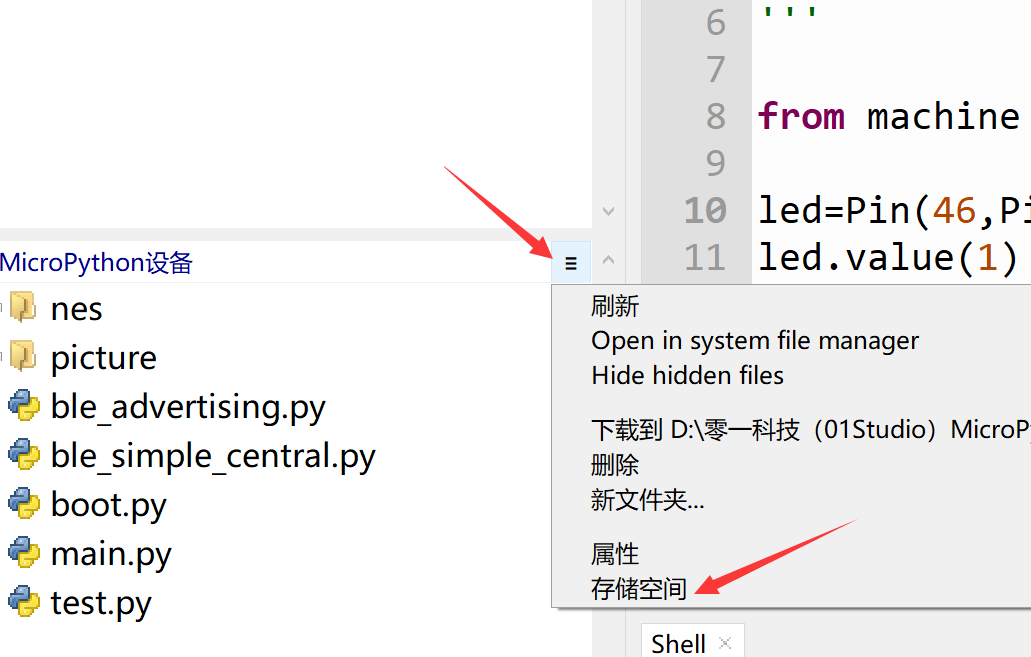 MicroPython设备
nes
picture
ble_advertising.py
ble_simple_central.py
boot.py
main.py
test.py
6 '''
7
8 from machine
9
10 led=Pin(46,Pi
11 led.value(1)
刷新
Open in system file manager
Hide hidden files
下载到 D:\零一科技（01Studio）MicroPy
删除
新文件夹...
属性
存储空间
Shell